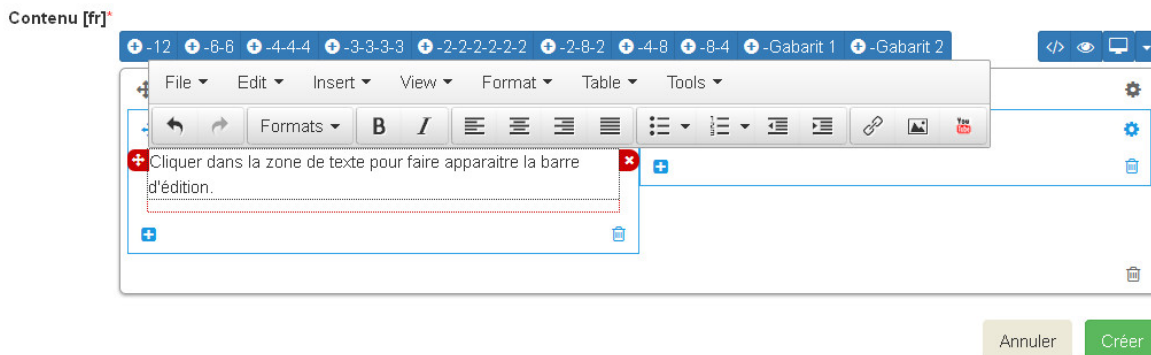 Contenu [fr]*
-12 -6-6 -4-4-4 -3-3-3-3 -2-2-2-2-2-2 -2-8-2 -4-8 -8-4 -Gabarit 1 -Gabarit 2
File Edit Insert View Format Table Tools
Formats B I You Tube
Cliquer dans la zone de texte pour faire apparaitre la barre
d'édition.
Annuler Créer